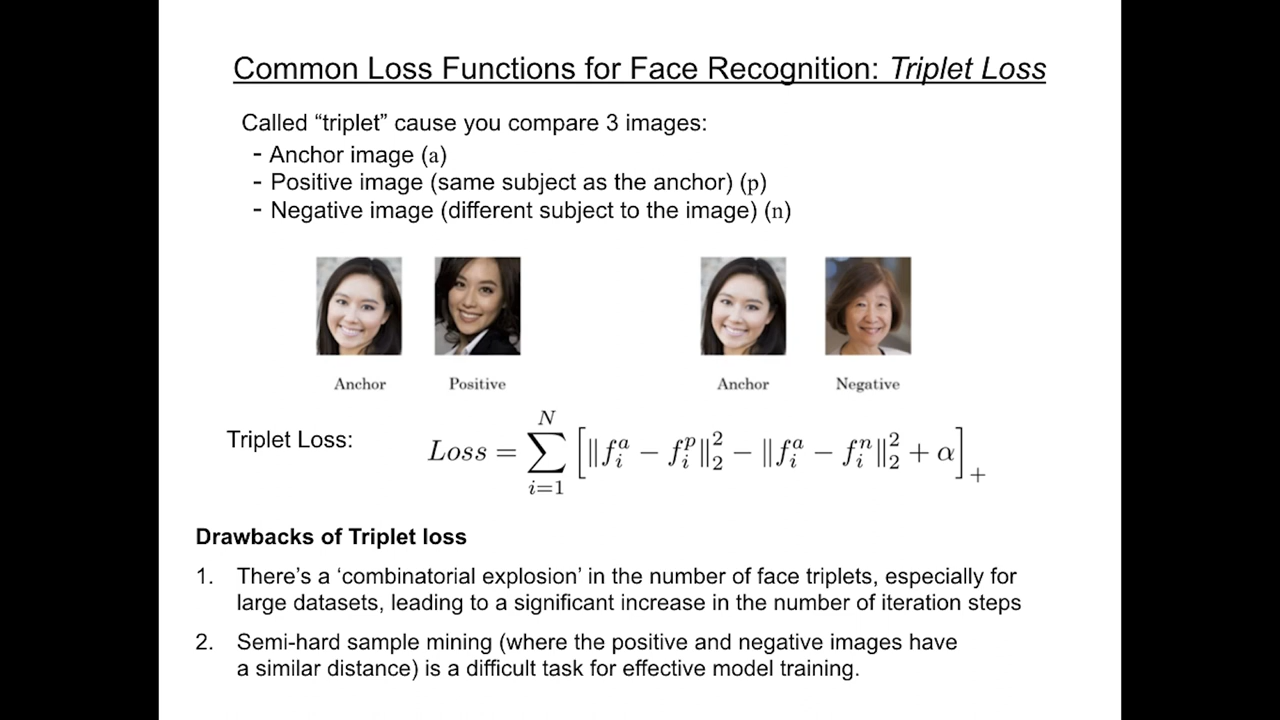 Common Loss Functions for Face Recognition: Triplet Loss
Called “triplet” cause you compare 3 images:
- Anchor image (a)
- Positive image (same subject as the anchor) (p)
- Negative image (different subject to the image) (n)
Anchor Positive Anchor Negative
Triplet Loss: Loss = ∑_{i=1}^{N} [‖f_i^a − f_i^p‖_2^2 − ‖f_i^a − f_i^n‖_2^2 + α]_+
Drawbacks of Triplet loss
1. There’s a ‘combinatorial explosion’ in the number of face triplets, especially for
large datasets, leading to a significant increase in the number of iteration steps
2. Semi-hard sample mining (where the positive and negative images have
a similar distance) is a difficult task for effective model training.